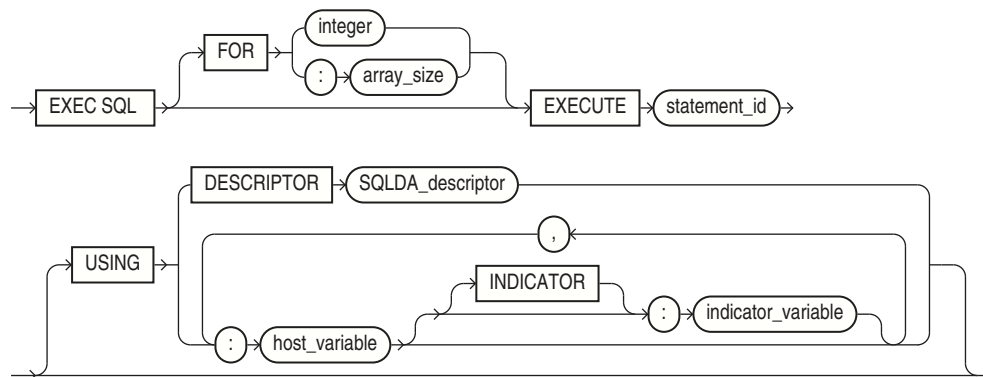 integer
FOR
: array_size
EXEC SQL EXECUTE statement_id
DESCRIPTOR SQLDA_descriptor
,
USING
INDICATOR
: host_variable : indicator_variable